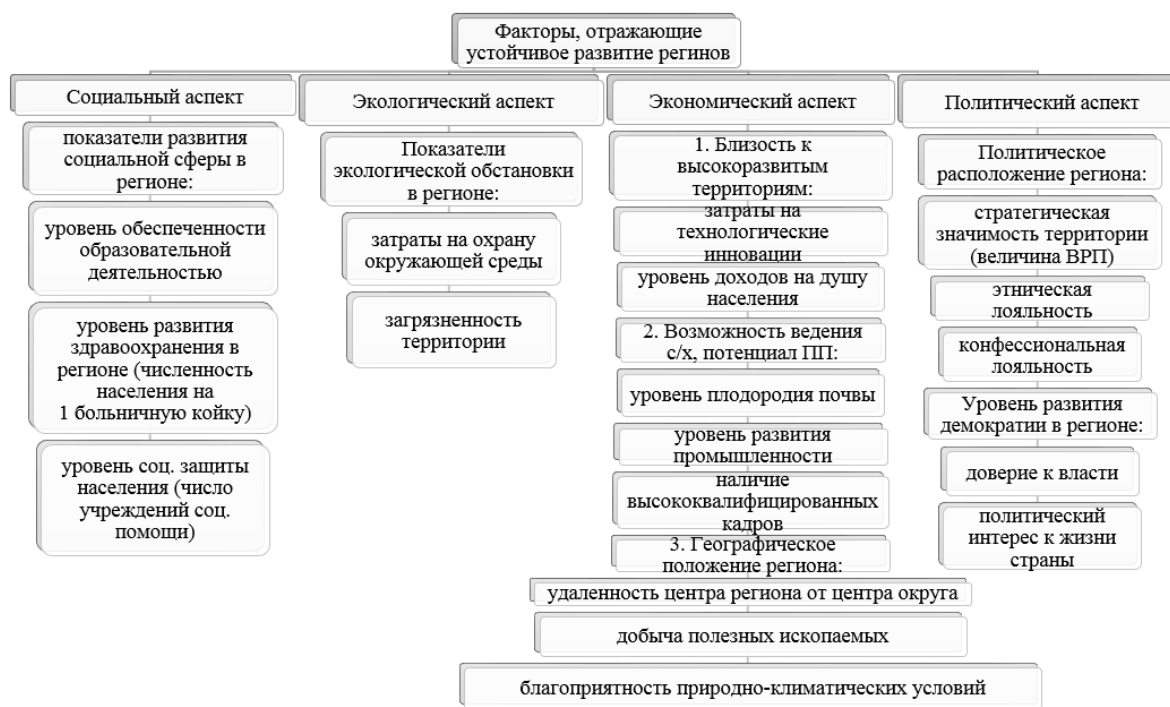 Факторы, отражающие
устойчивое развитие регинов
Социальный аспект
показатели развития
социальной сферы в
регионе:
уровень обеспеченности
образовательной
деятельностью
уровень развития
здравоохранения в
регионе (численность
населения на
1 больничную койку)
уровень соц. защиты
населения (число
учреждений соц.
помощи)
Экологический аспект
Показатели
экологической обстановки
в регионе:
затраты на охрану
окружающей среды
загрязненность
территории
Экономический аспект
1. Близость к
высокоразвитым
территориям:
затраты на
технологические
инновации
уровень доходов на душу
населения
2. Возможность ведения
с/х, потенциал ПП:
уровень плодородия почвы
уровень развития
промышленности
наличие
высококвалифицированных
кадров
3. Географическое
положение региона:
удаленность центра региона от центра округа
добыча полезных ископаемых
благоприятность природно-климатических условий
Политический аспект
Политическое
расположение региона:
стратегическая
значимость территории
(величина ВРП)
этническая
лояльность
конфессиональная
лояльность
Уровень развития
демократии в регионе:
доверие к власти
политический
интерес к жизни
страны